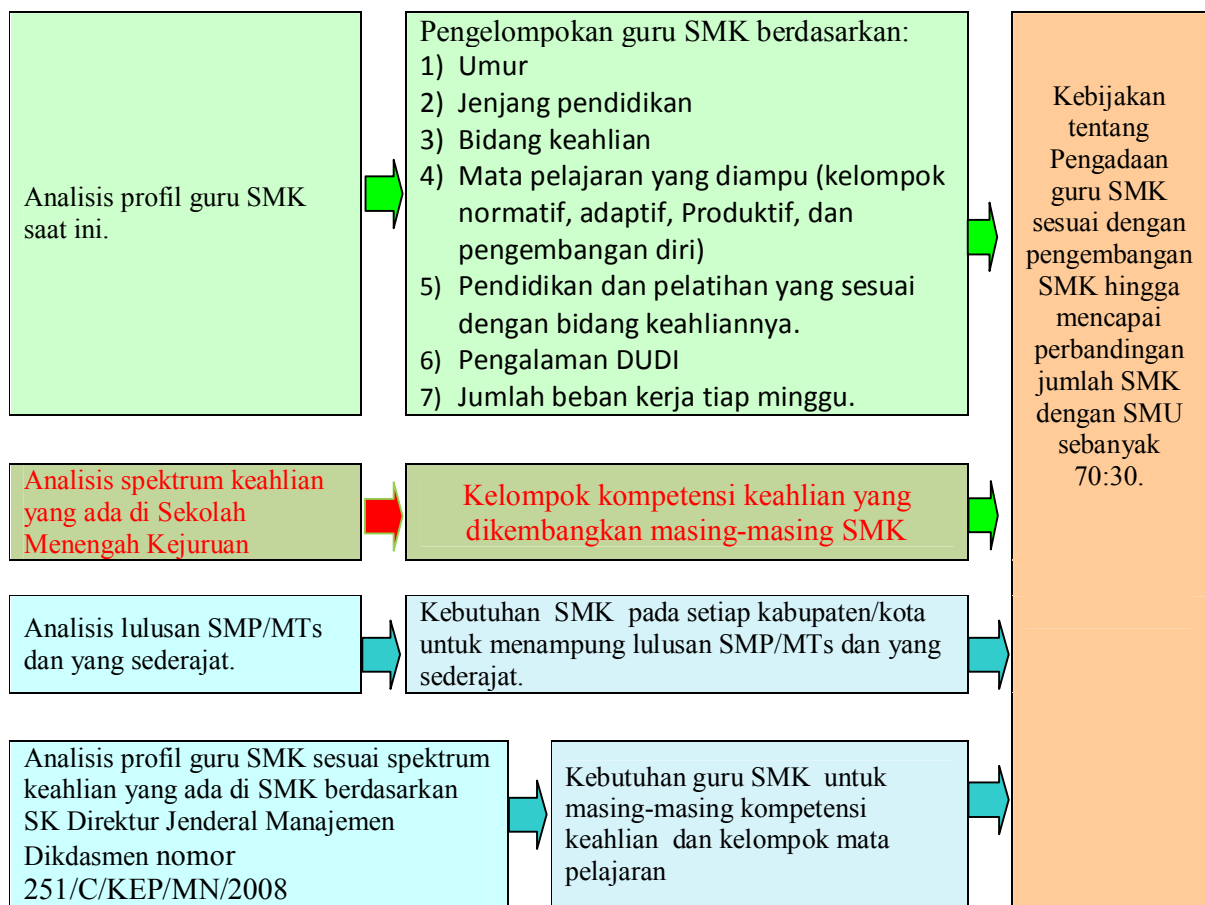 Analisis profil guru SMK
saat ini.
Pengelompokan guru SMK berdasarkan:
1) Umur
2) Jenjang pendidikan
3) Bidang keahlian
4) Mata pelajaran yang diampu (kelompok
normatif, adaptif, Produktif, dan
pengembangan diri)
5) Pendidikan dan pelatihan yang sesuai
dengan bidang keahliannya.
6) Pengalaman DUDI
7) Jumlah beban kerja tiap minggu.
Analisis spektrum keahlian
yang ada di Sekolah
Menengah Kejuruan
Kelompok kompetensi keahlian yang
dikembangkan masing-masing SMK
Analisis lulusan SMP/MTs
dan yang sederajat.
Kebutuhan SMK pada setiap kabupaten/kota
untuk menampung lulusan SMP/MTs dan yang
sederajat.
Analisis profil guru SMK sesuai spektrum
keahlian yang ada di SMK berdasarkan
SK Direktur Jenderal Manajemen
Dikdasmen nomor
251/C/KEP/MN/2008
Kebutuhan guru SMK untuk
masing-masing kompetensi
keahlian dan kelompok mata
pelajaran
Kebijakan
tentang
Pengadaan
guru SMK
sesuai dengan
pengembangan
SMK hingga
mencapai
perbandingan
jumlah SMK
dengan SMU
sebanyak
70:30.